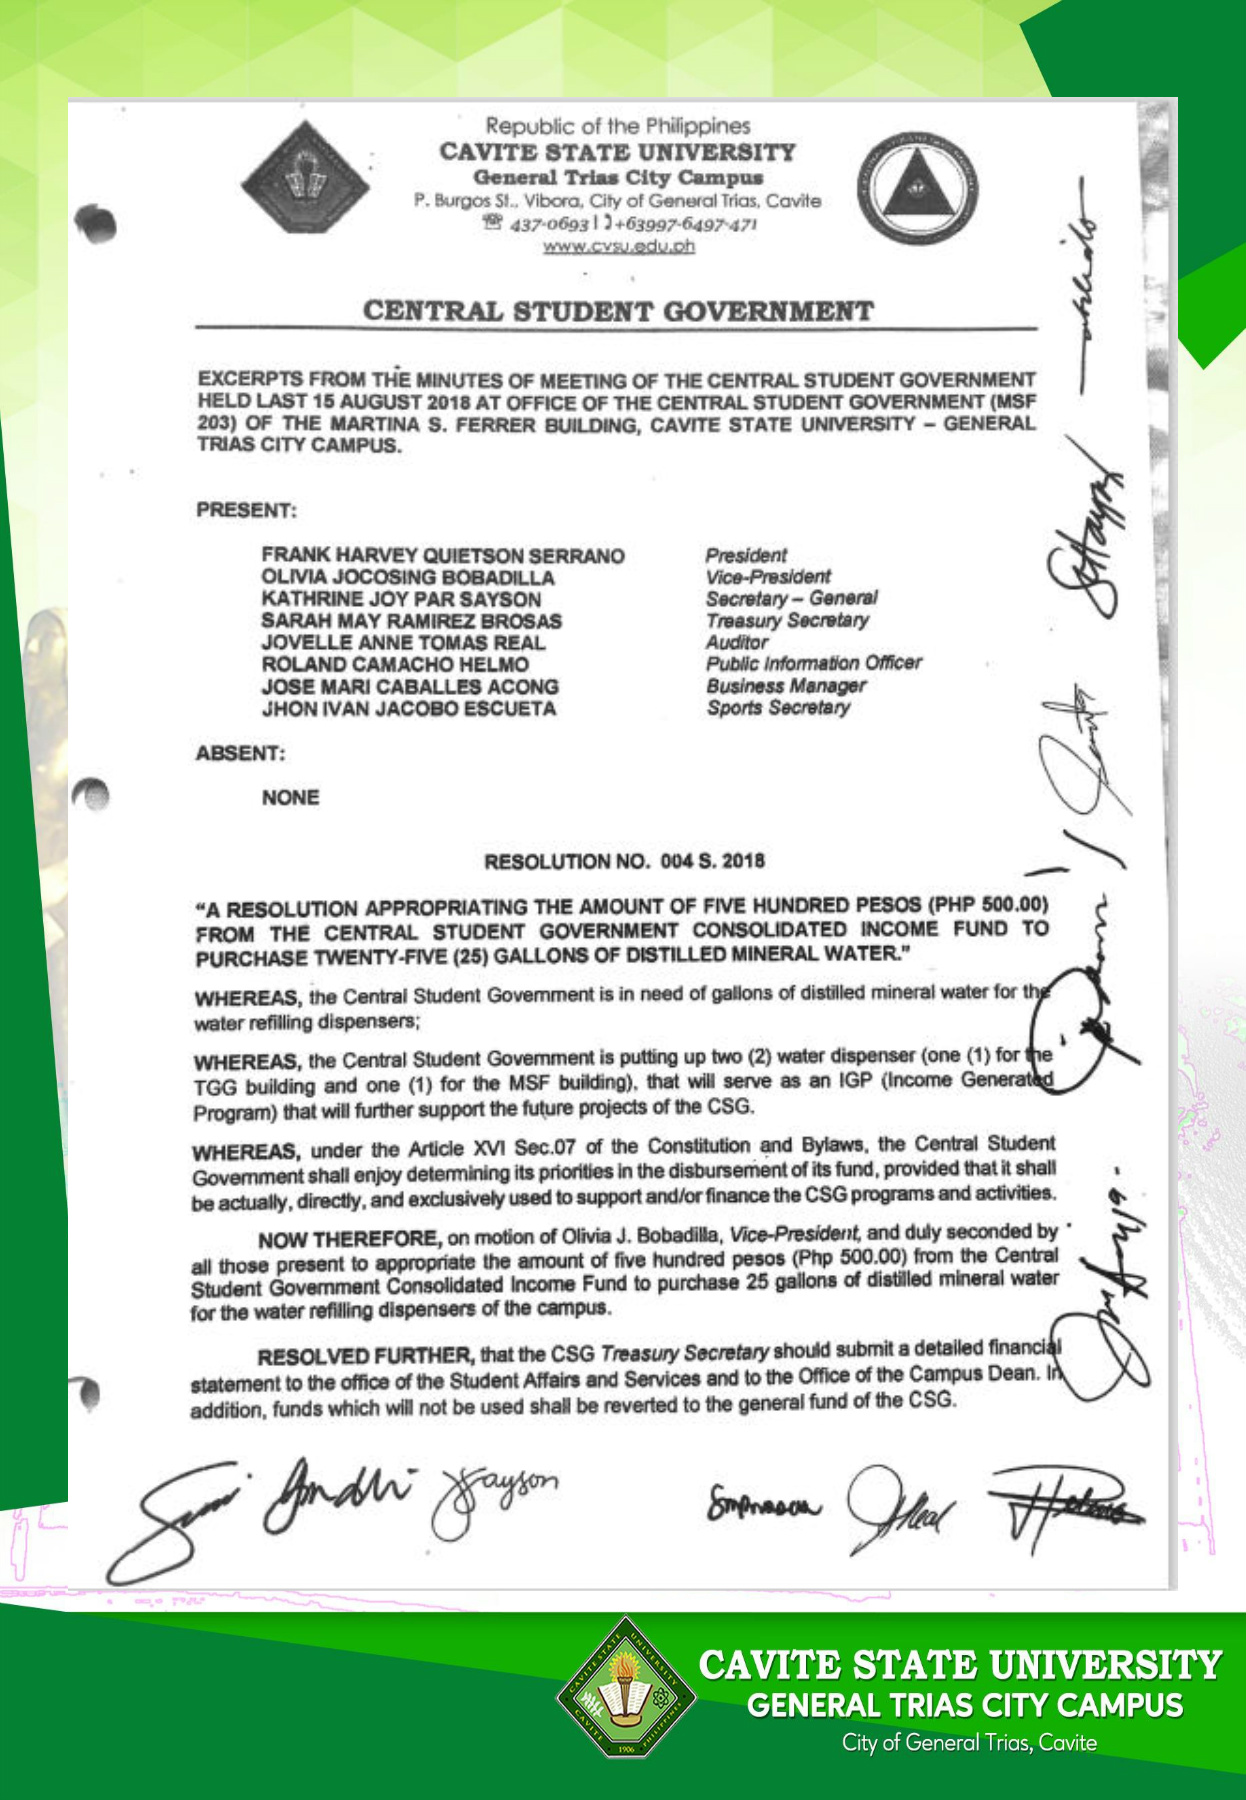 Republic of the Philippines
CAVITE STATE UNIVERSITY
General Trias City Campus
P. Burgos St., Vibora, City of General Trias, Cavite
437-0693 | +63997-6497-471
www.cvsu.edu.ph
CENTRAL STUDENT GOVERNMENT
EXCERPTS FROM THE MINUTES OF MEETING OF THE CENTRAL STUDENT GOVERNMENT
HELD LAST 15 AUGUST 2018 AT OFFICE OF THE CENTRAL STUDENT GOVERNMENT (MSF
203) OF THE MARTINA S. FERRER BUILDING, CAVITE STATE UNIVERSITY – GENERAL
TRIAS CITY CAMPUS.
PRESENT:
FRANK HARVEY QUIETSON SERRANO President
OLIVIA JOCOSING BOBADILLA Vice-President
KATHRINE JOY PAR SAYSON Secretary – General
SARAH MAY RAMIREZ BROSAS Treasury Secretary
JOVELLE ANNE TOMAS REAL Auditor
ROLAND CAMACHO HELMO Public Information Officer
JOSE MARI CABALLES ACONG Business Manager
JHON IVAN JACOBO ESCUETA Sports Secretary
ABSENT:
NONE
RESOLUTION NO. 004 S. 2018
“A RESOLUTION APPROPRIATING THE AMOUNT OF FIVE HUNDRED PESOS (PHP 500.00)
FROM THE CENTRAL STUDENT GOVERNMENT CONSOLIDATED INCOME FUND TO
PURCHASE TWENTY-FIVE (25) GALLONS OF DISTILLED MINERAL WATER.”
WHEREAS, the Central Student Government is in need of gallons of distilled mineral water for the
water refilling dispensers;
WHEREAS, the Central Student Government is putting up two (2) water dispenser (one (1) for the
TGG building and one (1) for the MSF building), that will serve as an IGP (Income Generated
Program) that will further support the future projects of the CSG.
WHEREAS, under the Article XVI Sec.07 of the Constitution and Bylaws, the Central Student
Government shall enjoy determining its priorities in the disbursement of its fund, provided that it shall
be actually, directly, and exclusively used to support and/or finance the CSG programs and activities.
NOW THEREFORE, on motion of Olivia J. Bobadilla, Vice-President, and duly seconded by
all those present to appropriate the amount of five hundred pesos (Php 500.00) from the Central
Student Government Consolidated Income Fund to purchase 25 gallons of distilled mineral water
for the water refilling dispensers of the campus.
RESOLVED FURTHER, that the CSG Treasury Secretary should submit a detailed financial
statement to the office of the Student Affairs and Services and to the Office of the Campus Dean. In
addition, funds which will not be used shall be reverted to the general fund of the CSG.
CAVITE STATE UNIVERSITY
CAVITE PHILIPPINES
1906
CAVITE STATE UNIVERSITY
GENERAL TRIAS CITY CAMPUS
City of General Trias, Cavite